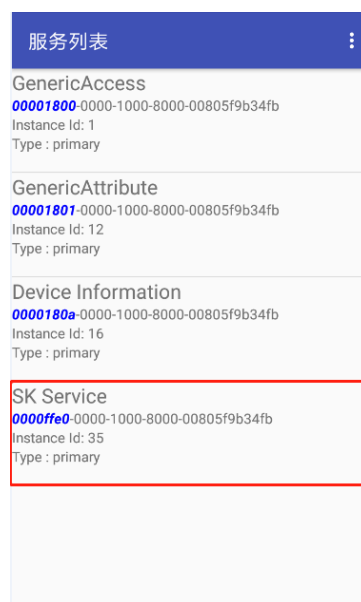 服务列表
GenericAccess
00001800-0000-1000-8000-00805f9b34fb
Instance Id: 1
Type : primary
GenericAttribute
00001801-0000-1000-8000-00805f9b34fb
Instance Id: 12
Type : primary
Device Information
0000180a-0000-1000-8000-00805f9b34fb
Instance Id: 16
Type : primary
SK Service
0000ffe0-0000-1000-8000-00805f9b34fb
Instance Id: 35
Type : primary